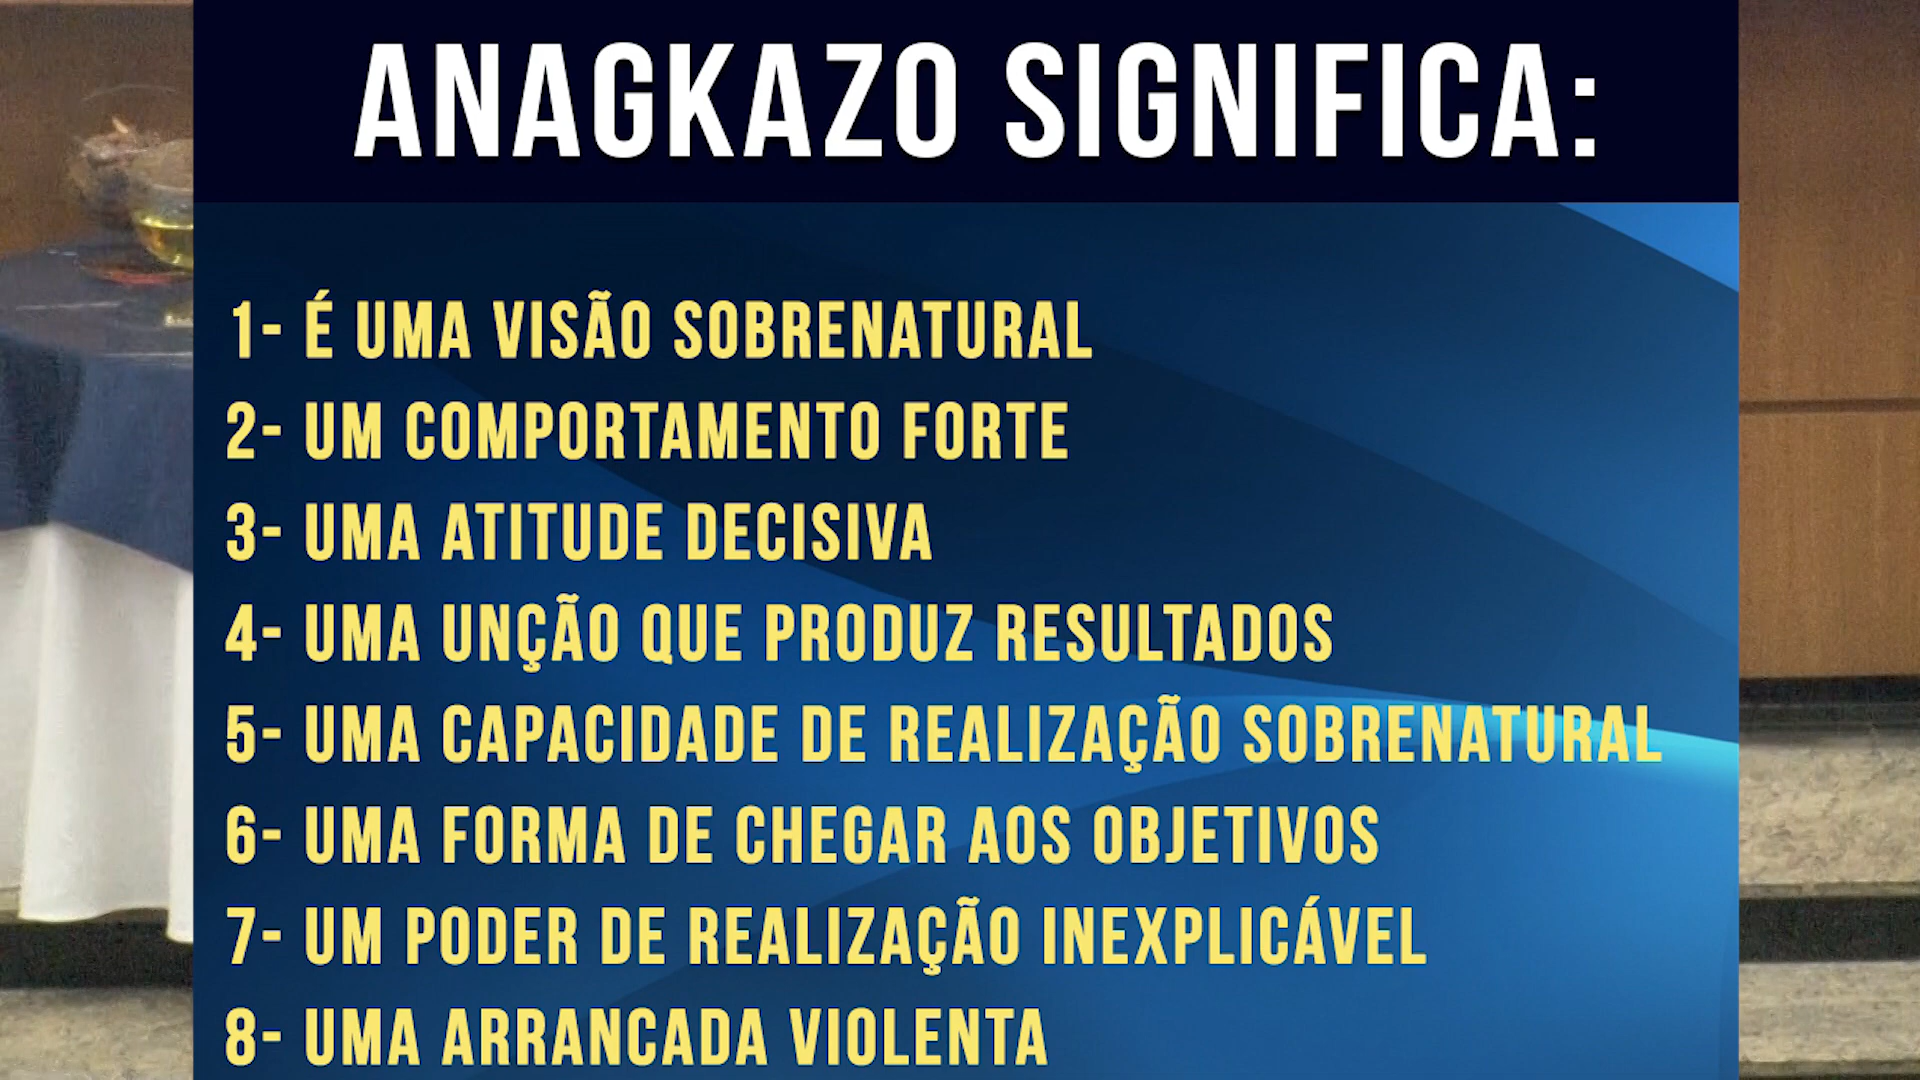 ANAGKAZO SIGNIFICA:
1- É UMA VISÃO SOBRENATURAL
2- UM COMPORTAMENTO FORTE
3- UMA ATITUDE DECISIVA
4- UMA UNÇÃO QUE PRODUZ RESULTADOS
5- UMA CAPACIDADE DE REALIZAÇÃO SOBRENATURAL
6- UMA FORMA DE CHEGAR AOS OBJETIVOS
7- UM PODER DE REALIZAÇÃO INEXPLICÁVEL
8- UMA ARRANCADA VIOLENTA